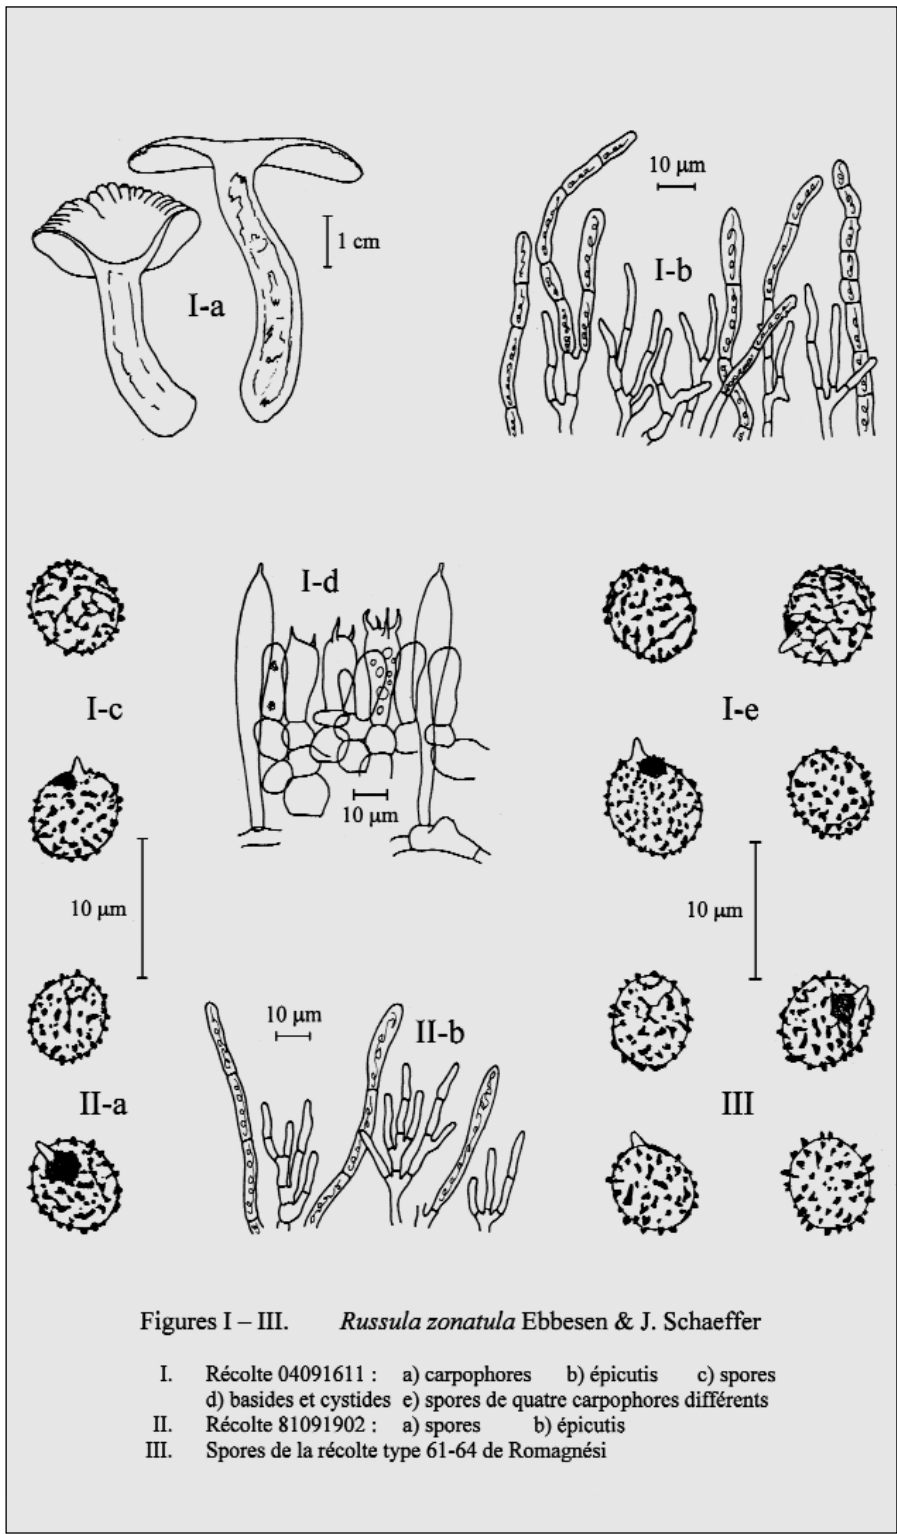 10 µm
1 cm
I-a
I-b
I-d
I-c
I-e
10 µm
10 µm
10 µm
10 µm
II-b
II-a
III
Figures I – III. Russula zonatula Ebbesen & J. Schaeffer
I. Récolte 04091611 : a) carpophores b) épicutis c) spores
d) basides et cystides e) spores de quatre carpophores différents
II. Récolte 81091902 : a) spores b) épicutis
III. Spores de la récolte type 61-64 de Romagnési